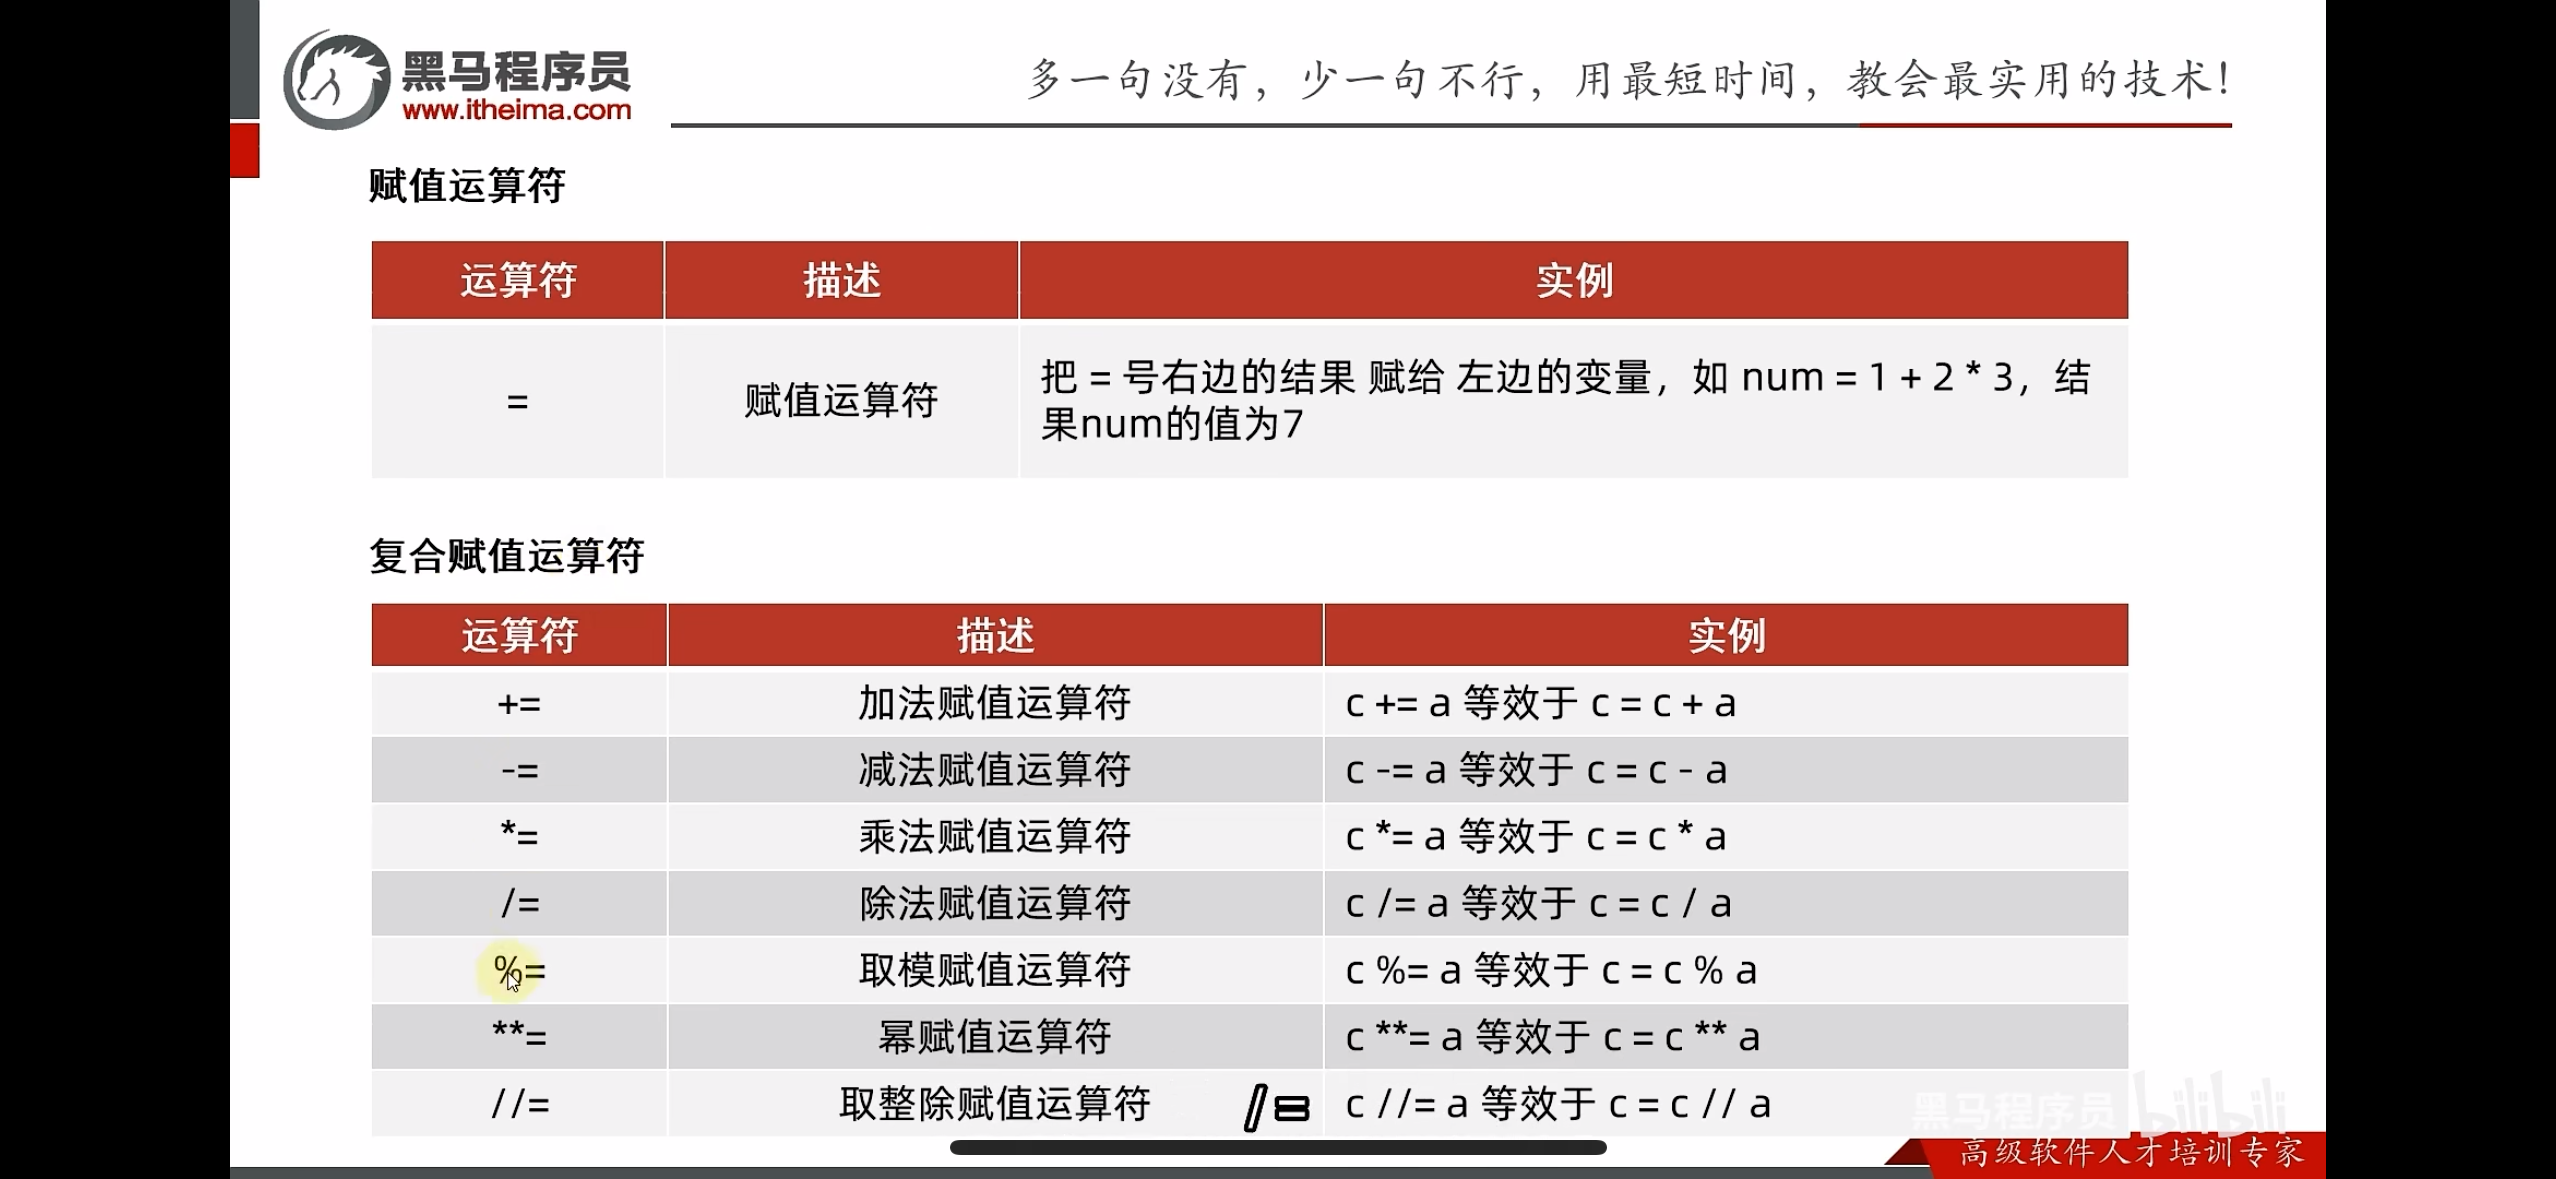 黑马程序员
www.itheima.com
多一句没有，少一句不行，用最短时间，教会最实用的技术！
赋值运算符
运算符 描述 实例
= 赋值运算符 把 = 号右边的结果 赋给 左边的变量，如 num = 1 + 2 * 3，结
果num的值为7
复合赋值运算符
运算符 描述 实例
+= 加法赋值运算符 c += a 等效于 c = c + a
-= 减法赋值运算符 c -= a 等效于 c = c - a
*= 乘法赋值运算符 c *= a 等效于 c = c * a
/= 除法赋值运算符 c /= a 等效于 c = c / a
%= 取模赋值运算符 c %= a 等效于 c = c % a
**= 幂赋值运算符 c **= a 等效于 c = c ** a
//= 取整除赋值运算符 /= c //= a 等效于 c = c // a
黑马程序员 bilibili
高级软件人才培训专家